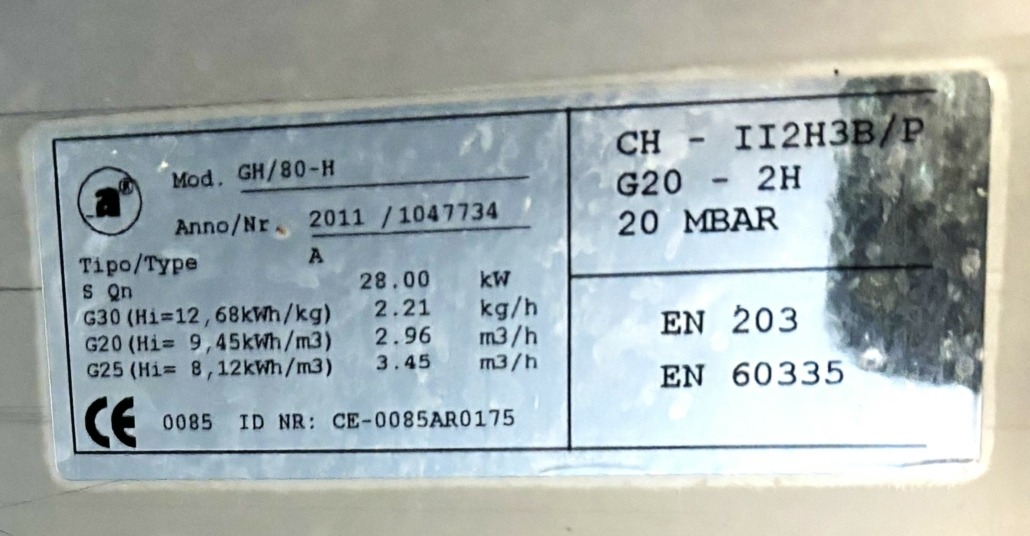 a®
Mod. GH/80-H
Anno/Nr. 2011 /1047734
Tipo/Type A
S Qn 28.00 kW
G30(Hi=12,68kWh/kg) 2.21 kg/h
G20(Hi= 9,45kWh/m3) 2.96 m3/h
G25(Hi= 8,12kWh/m3) 3.45 m3/h
CE 0085 ID NR: CE-0085AR0175
CH - II2H3B/P
G20 - 2H
20 MBAR
EN 203
EN 60335